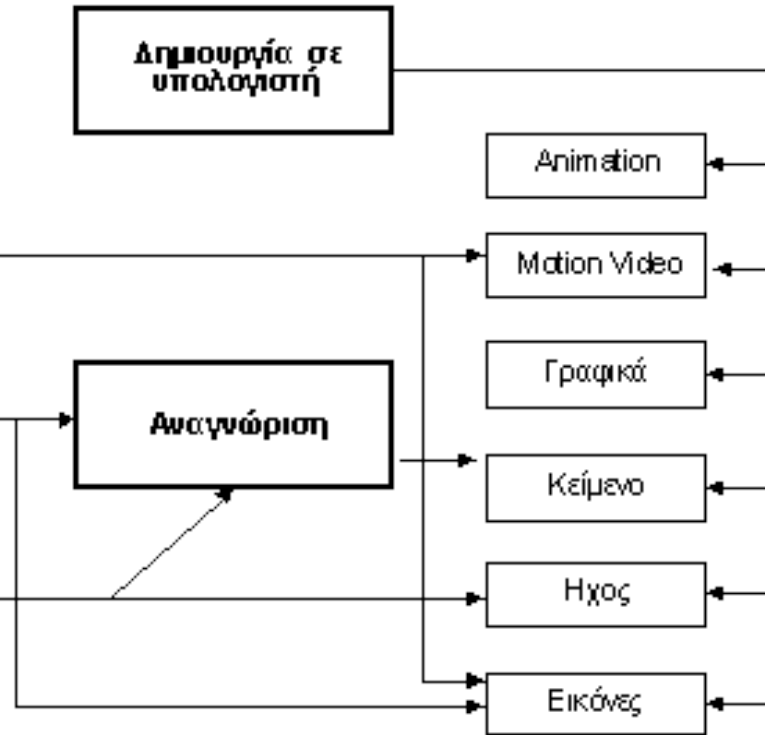 Δημιουργία σε
υπολογιστή
Animation
Motion Video
Γραφικά
Αναγνώριση
Κείμενο
Ηχος
Εικόνες